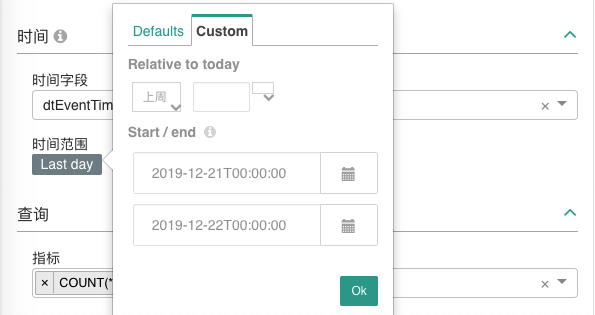 时间
时间字段
dtEventTim
时间范围
Last day
查询
指标
× COUNT(*
Defaults Custom
Relative to today
上周
Start / end
2019-12-21T00:00:00
2019-12-22T00:00:00
Ok
×
×